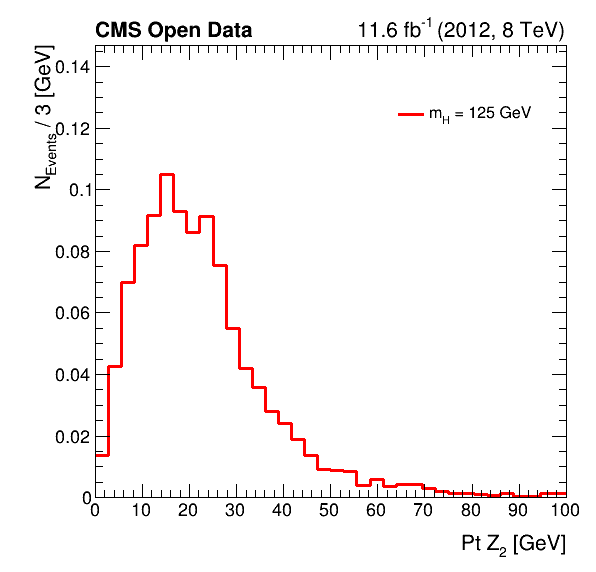 CMS Open Data 11.6 fb⁻¹ (2012, 8 TeV)
N_Events / 3 [GeV]
m_H = 125 GeV
0.14
0.12
0.1
0.08
0.06
0.04
0.02
0
0 10 20 30 40 50 60 70 80 90 100
Pt Z₂ [GeV]